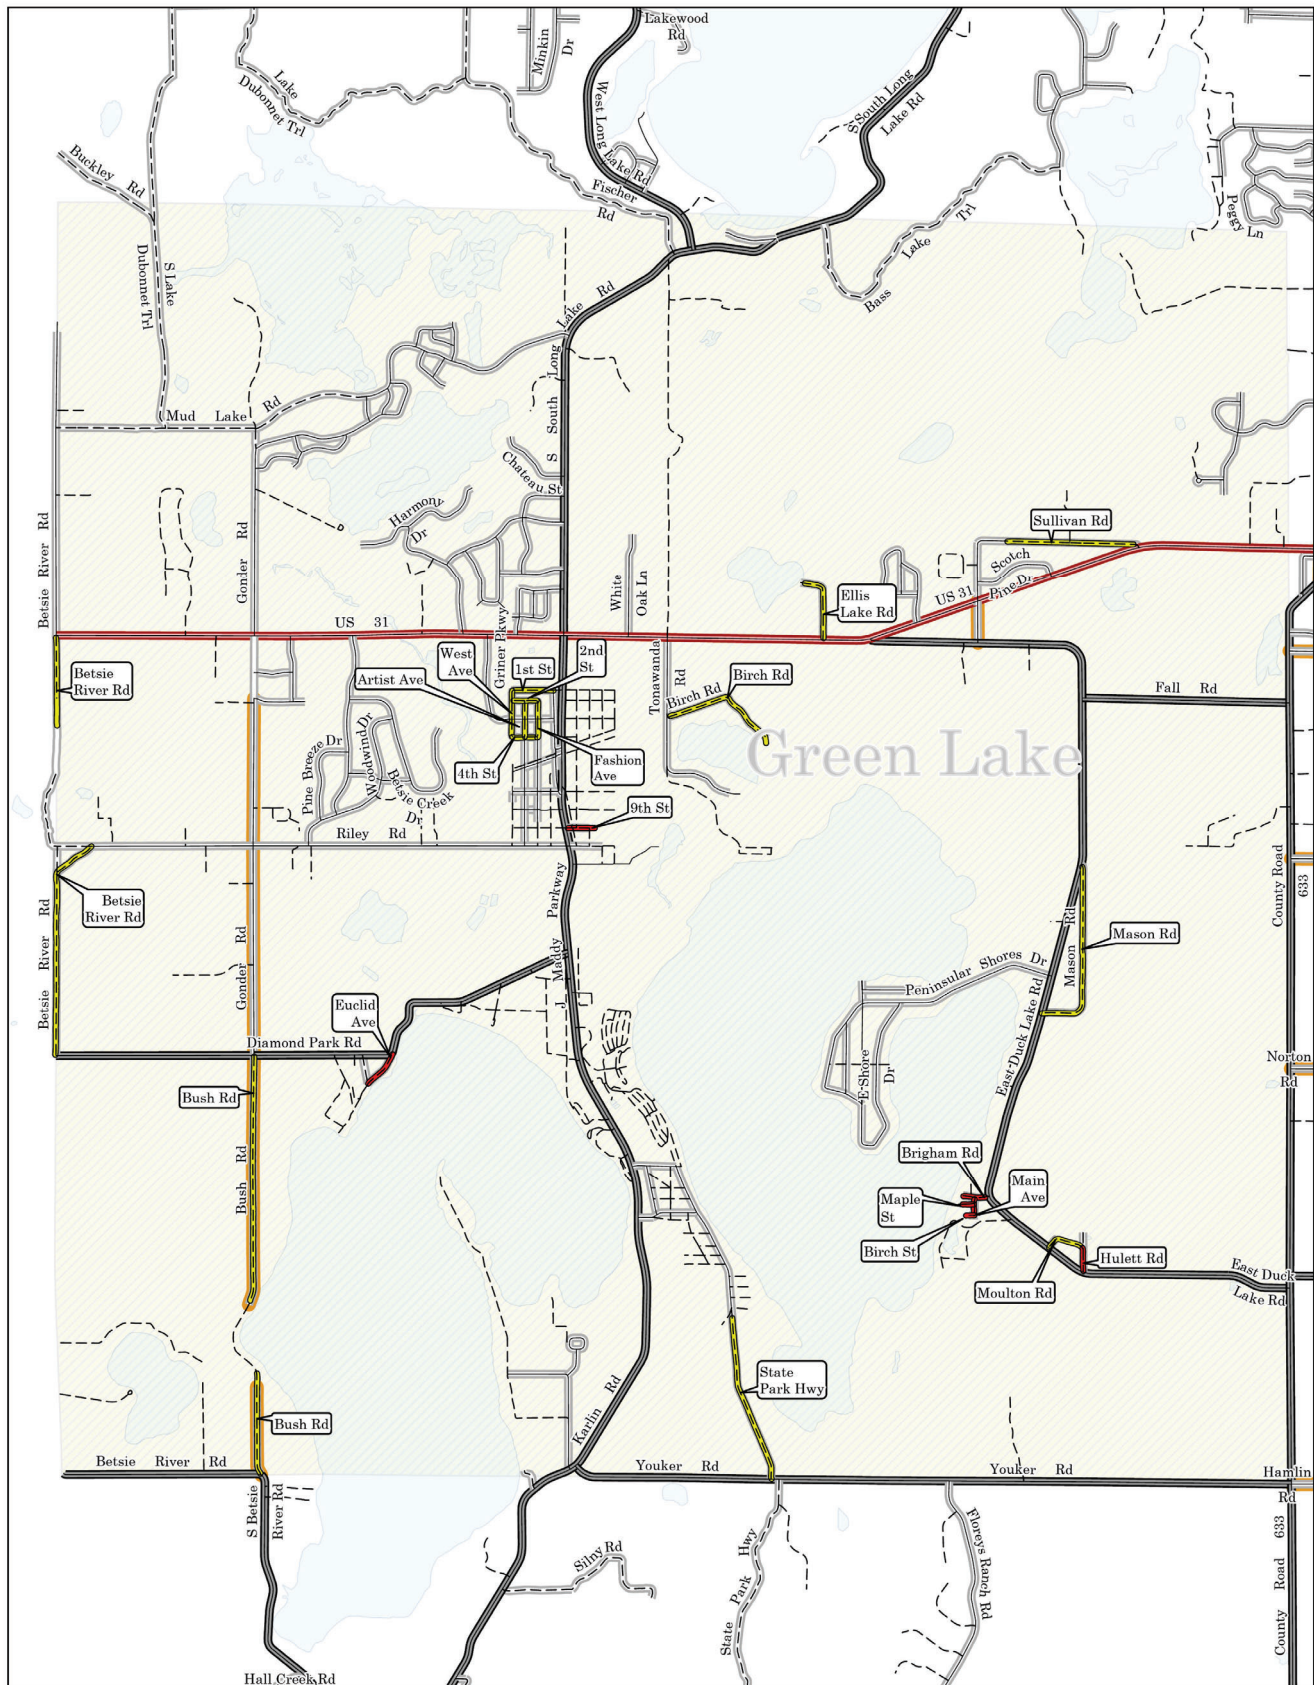 Lakewood
Rd
Minkin
Dr
Lake
Dubonnet Trl
West Long Lake Rd
S South Long
Lake Rd
Buckley Rd
Fischer
Rd
Bass Lake Trl
Peggy Ln
S Lake
Dubonnet Trl
Mud Lake Rd
S South Long Lake Rd
Chateau St
Harmony
Dr
Betsie River Rd
Gonder Rd
Sullivan Rd
Scotch
Pine Dr
US 31
White
Oak Ln
Ellis
Lake Rd
US 31
Griner Pkwy
West
Ave
2nd
St
1st St
Artist Ave
Betsie
River Rd
Tonawanda
Rd
Birch Rd
Birch Rd
Fall Rd
Green Lake
Pine Breeze Dr
Woodwind Dr
Betsie Creek
Dr
4th St
Fashion
Ave
9th St
Riley Rd
County Road 633
Betsie
River Rd
Betsie River Rd
Gonder Rd
J Maddy Parkway
Mason Rd
Mason Rd
Peninsular Shores Dr
Euclid
Ave
Diamond Park Rd
East Duck Lake Rd
E Shore
Dr
Norton
Rd
Bush Rd
Bush Rd
Brigham Rd
Main
Ave
Maple
St
Birch St
Hulett Rd
Moulton Rd
East Duck
Lake Rd
State
Park Hwy
Bush Rd
Karlin Rd
Betsie River Rd
Youker Rd
Youker Rd
Hamlin
Rd
S Betsie
River Rd
Silny Rd
State Park Hwy
Floreys Ranch Rd
County Road 633
Hall Creek Rd